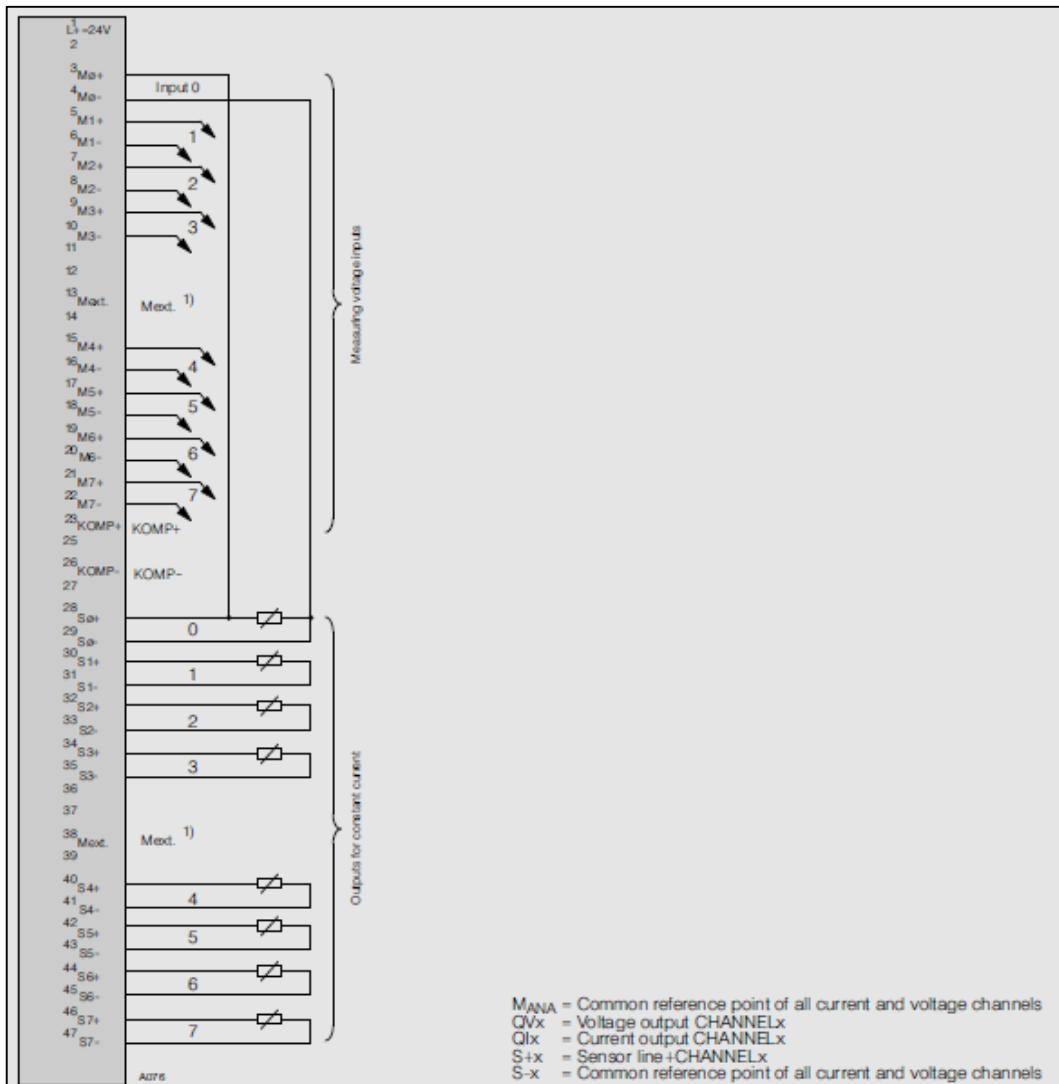 1
L+=24V
2
3
Mø+
Input 0
4
Mø-
5
M1+
1
6
M1-
7
M2+
2
8
M2-
9
M3+
3
10
M3-
11
12
13
Mext.
Mext. 1)
14
15
M4+
4
16
M4-
17
M5+
5
18
M5-
19
M6+
6
20
M6-
21
M7+
7
22
M7-
23
KOMP+
KOMP+
25
26
KOMP-
KOMP-
27
28
Sø+
0
29
Sø-
30
S1+
1
31
S1-
32
S2+
2
33
S2-
34
S3+
3
35
S3-
36
37
38
Mext.
Mext. 1)
39
40
S4+
4
41
S4-
42
S5+
5
43
S5-
44
S6+
6
45
S6-
46
S7+
7
47
S7-
A076
Measuring voltage inputs
Outputs for constant current
MANA = Common reference point of all current and voltage channels
QVx = Voltage output CHANNELx
QIx = Current output CHANNELx
S+x = Sensor line+CHANNELx
S-x = Common reference point of all current and voltage channels